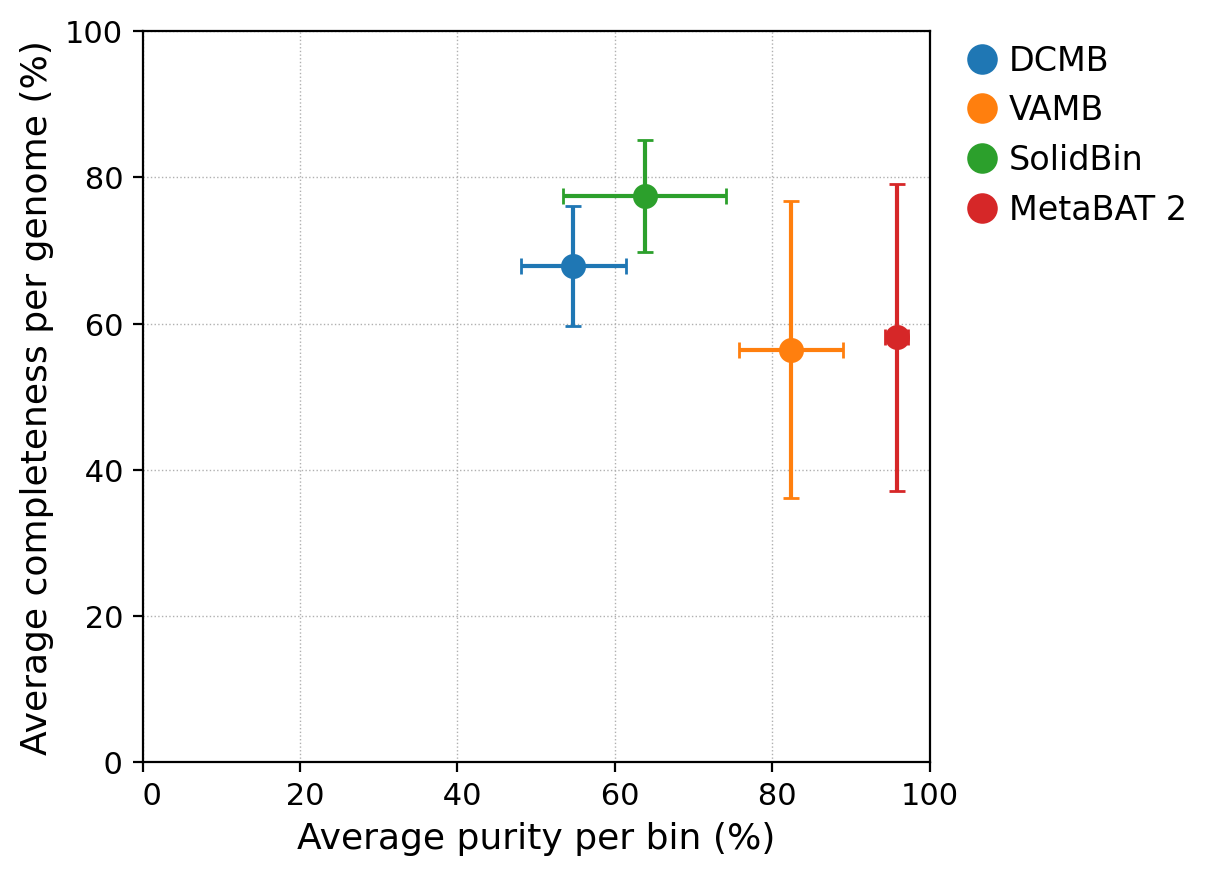 Average completeness per genome (%)
100
80
60
40
20
0
0 20 40 60 80 100
Average purity per bin (%)
DCMB
VAMB
SolidBin
MetaBAT 2